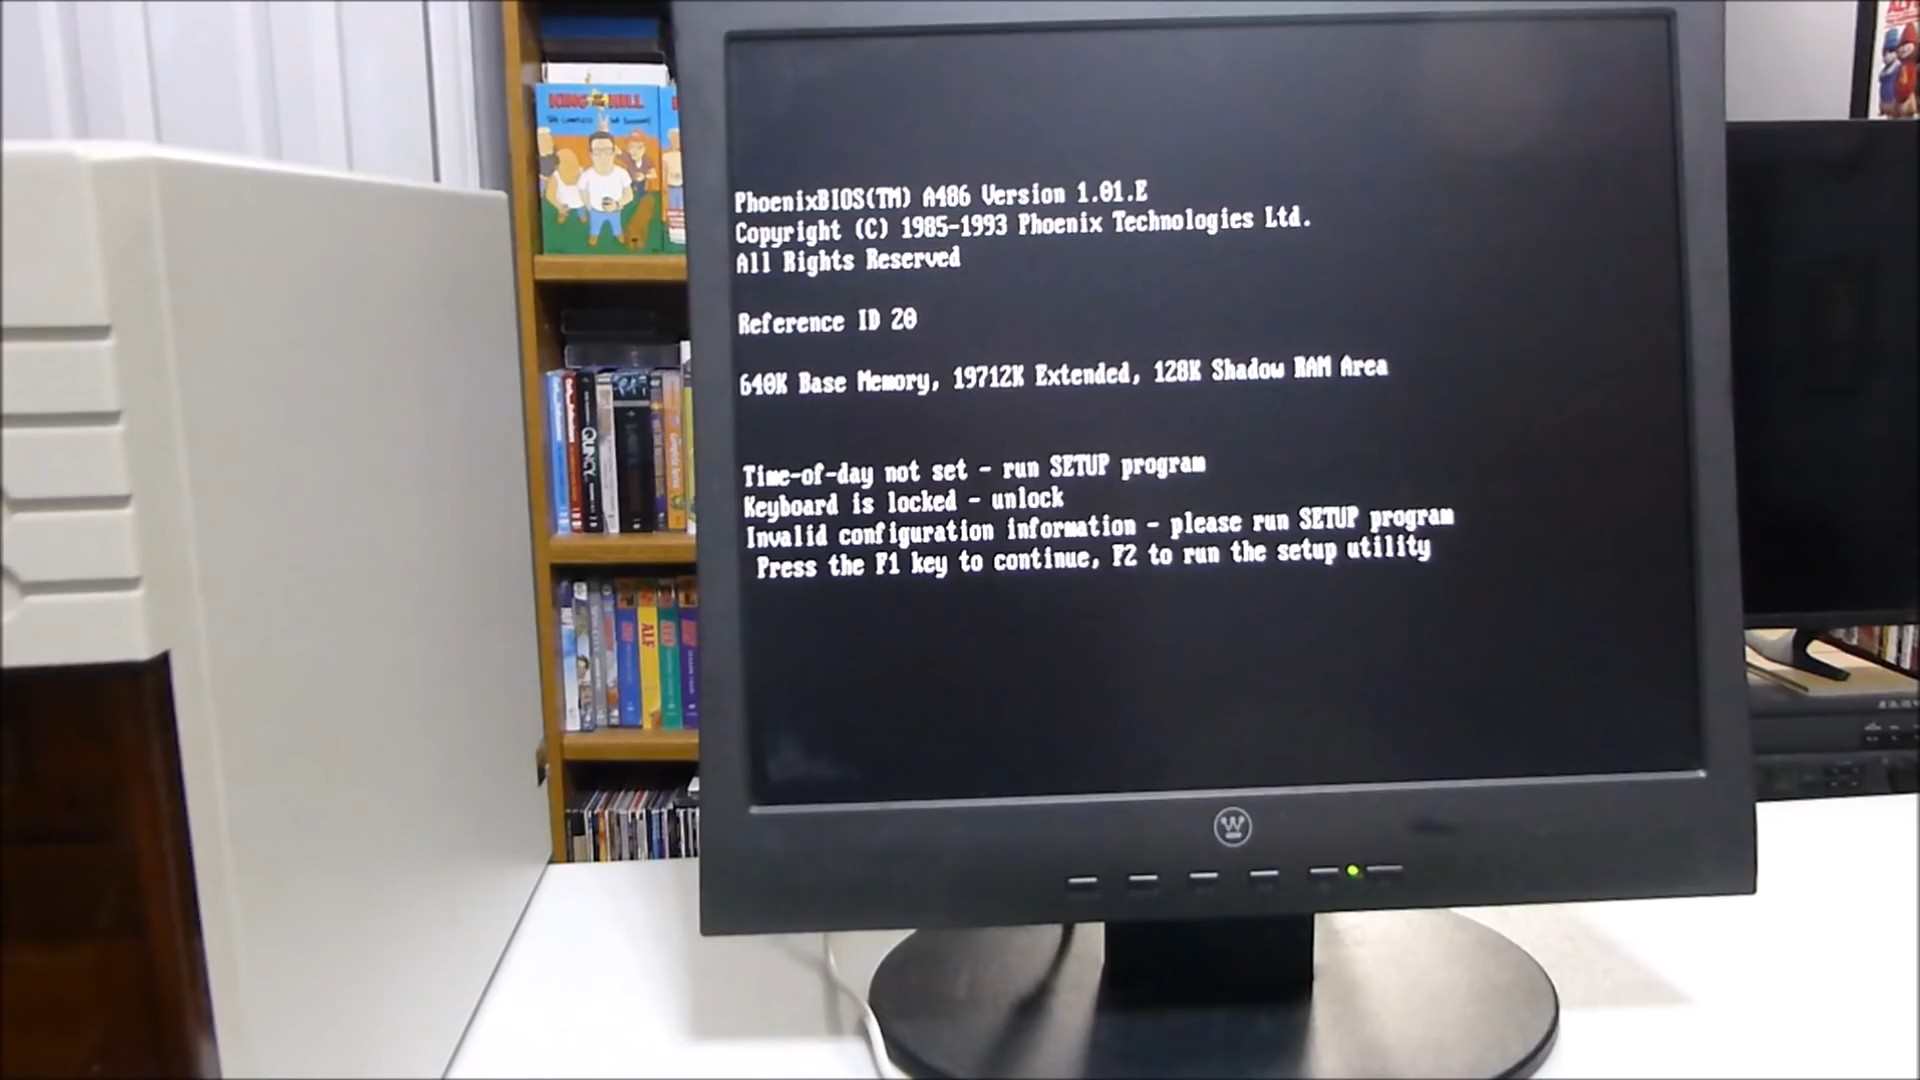 KING OF THE HILL
PhoenixBIOS(TM) A486 Version 1.01.E
Copyright (C) 1985-1993 Phoenix Technologies Ltd.
All Rights Reserved
Reference ID 20
640K Base Memory, 19712K Extended, 128K Shadow RAM Area
Time-of-day not set - run SETUP program
Keyboard is locked - unlock
Invalid configuration information - please run SETUP program
Press the F1 key to continue, F2 to run the setup utility
QUINCY
ALF
W